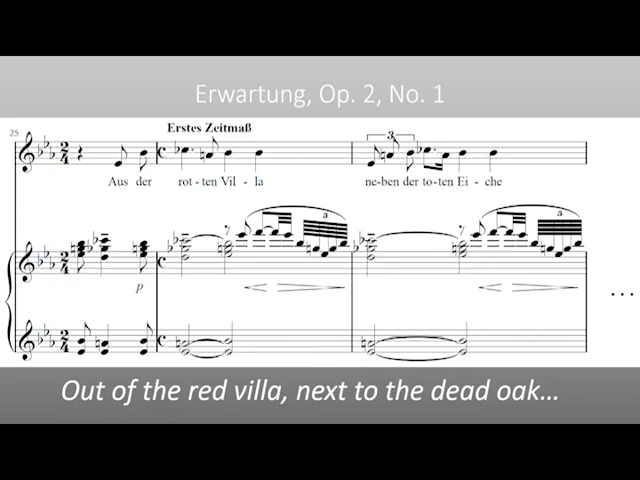 Erwartung, Op. 2, No. 1
25
Erstes Zeitmaß
3
Aus der rot - ten Vil - la ne - ben der to - ten Ei - che
5 5
p
...
Out of the red villa, next to the dead oak...